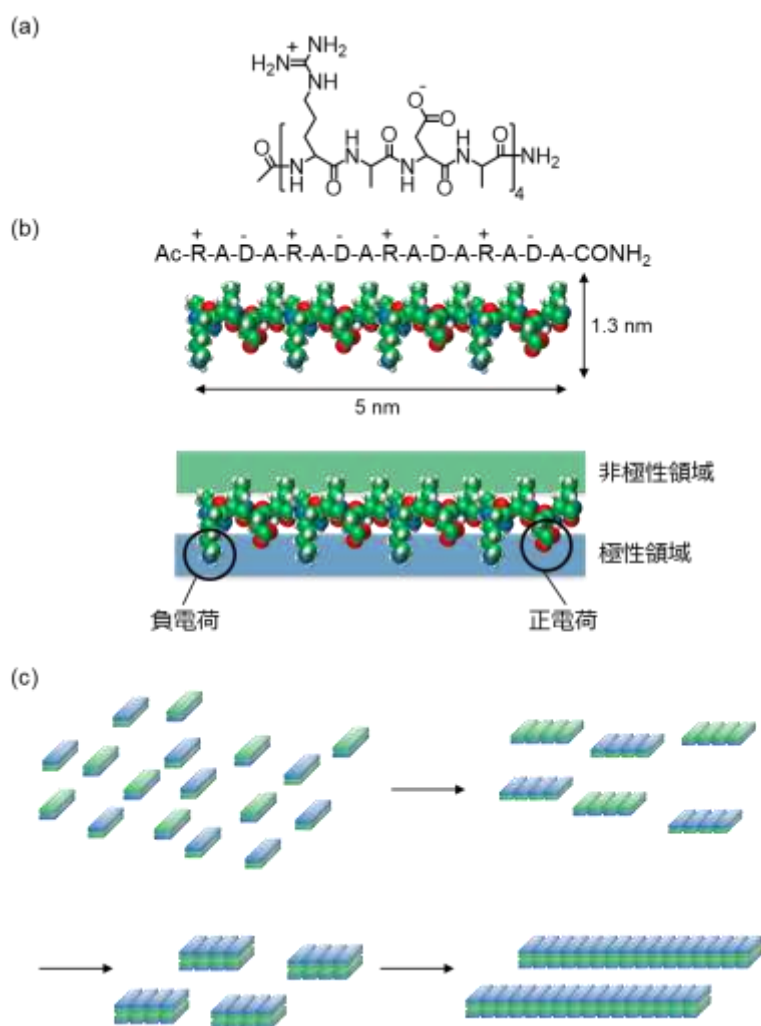 (a)
H₂N
+
NH₂
NH
O
O⁻
O
N
H
O
H
N
O
N
H
O
H
N
O
NH₂
4
(b)
+ - + - + - + -
Ac-R-A-D-A-R-A-D-A-R-A-D-A-R-A-D-A-CONH₂
1.3 nm
5 nm
非極性領域
極性領域
負電荷
正電荷
(c)